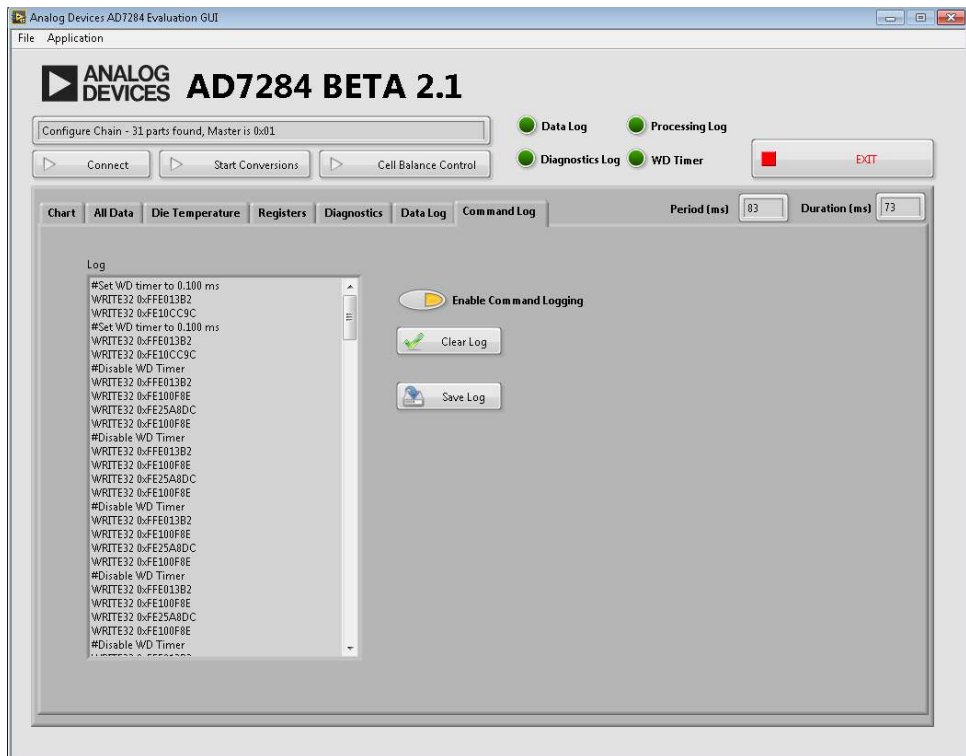 Analog Devices AD7284 Evaluation GUI
File Application
ANALOG
DEVICES
AD7284 BETA 2.1
Configure Chain - 31 parts found, Master is 0x01
Data Log Processing Log
Connect Start Conversions Cell Balance Control
Diagnostics Log WD Timer
EXIT
Chart All Data Die Temperature Registers Diagnostics Data Log Command Log
Period (ms) 83 Duration (ms) 73
Log
#Set WD timer to 0.100 ms
WRITE32 0xFFE013B2
WRITE32 0xFE10CC9C
#Set WD timer to 0.100 ms
WRITE32 0xFFE013B2
WRITE32 0xFE10CC9C
#Disable WD Timer
WRITE32 0xFFE013B2
WRITE32 0xFE100F8E
WRITE32 0xFE25A8DC
WRITE32 0xFE100F8E
#Disable WD Timer
WRITE32 0xFFE013B2
WRITE32 0xFE100F8E
WRITE32 0xFE25A8DC
WRITE32 0xFE100F8E
#Disable WD Timer
WRITE32 0xFFE013B2
WRITE32 0xFE100F8E
WRITE32 0xFE25A8DC
WRITE32 0xFE100F8E
#Disable WD Timer
WRITE32 0xFFE013B2
WRITE32 0xFE100F8E
WRITE32 0xFE25A8DC
WRITE32 0xFE100F8E
#Disable WD Timer
Enable Command Logging
Clear Log
Save Log